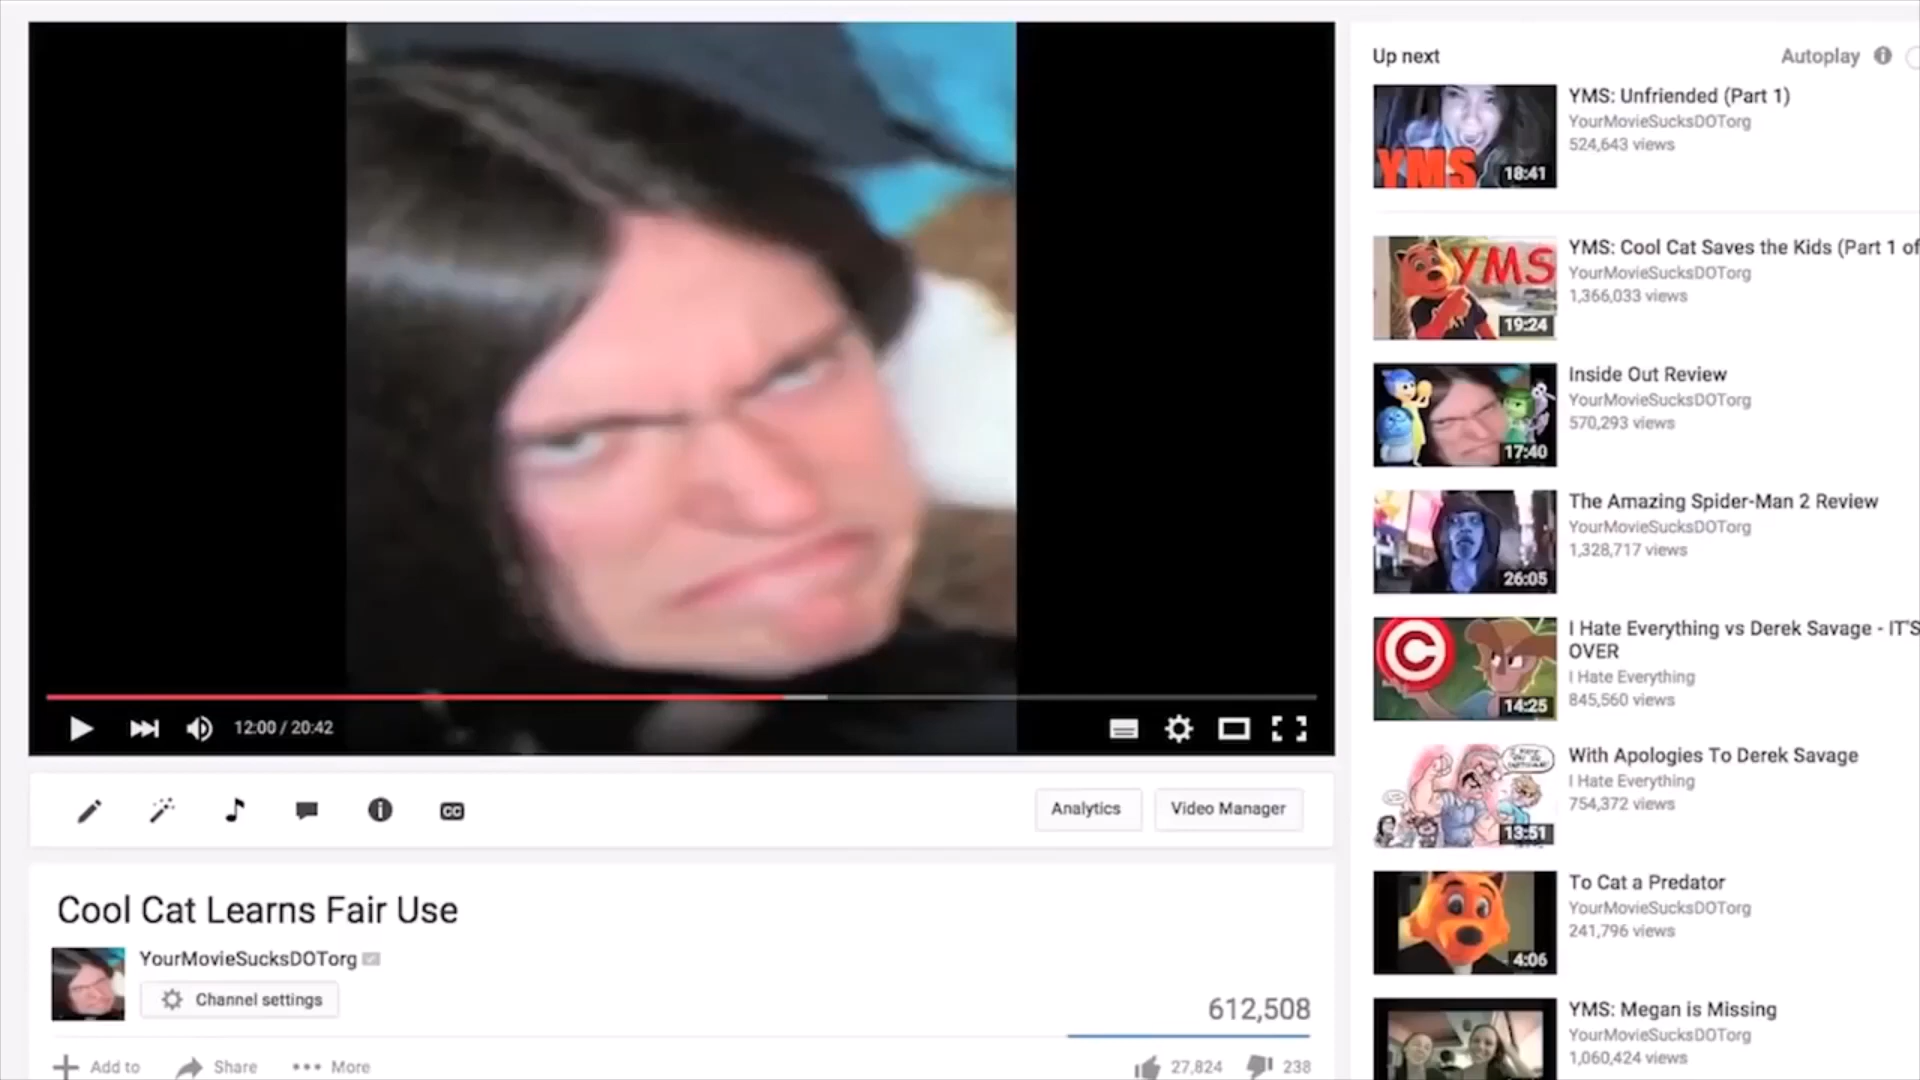 Up next
Autoplay
YMS: Unfriended (Part 1)
YourMovieSucksDOTorg
524,643 views
YMS
18:41
YMS: Cool Cat Saves the Kids (Part 1 of
YourMovieSucksDOTorg
1,366,033 views
YMS
19:24
Inside Out Review
YourMovieSucksDOTorg
570,293 views
17:40
The Amazing Spider-Man 2 Review
YourMovieSucksDOTorg
1,328,717 views
26:05
I Hate Everything vs Derek Savage - IT'S
OVER
I Hate Everything
845,560 views
C
14:25
With Apologies To Derek Savage
I Hate Everything
754,372 views
13:51
To Cat a Predator
YourMovieSucksDOTorg
241,796 views
4:06
YMS: Megan is Missing
YourMovieSucksDOTorg
1,060,424 views
12:00 / 20:42
CC
Analytics
Video Manager
Cool Cat Learns Fair Use
YourMovieSucksDOTorg
Channel settings
612,508
Add to
Share
More
27,824
238